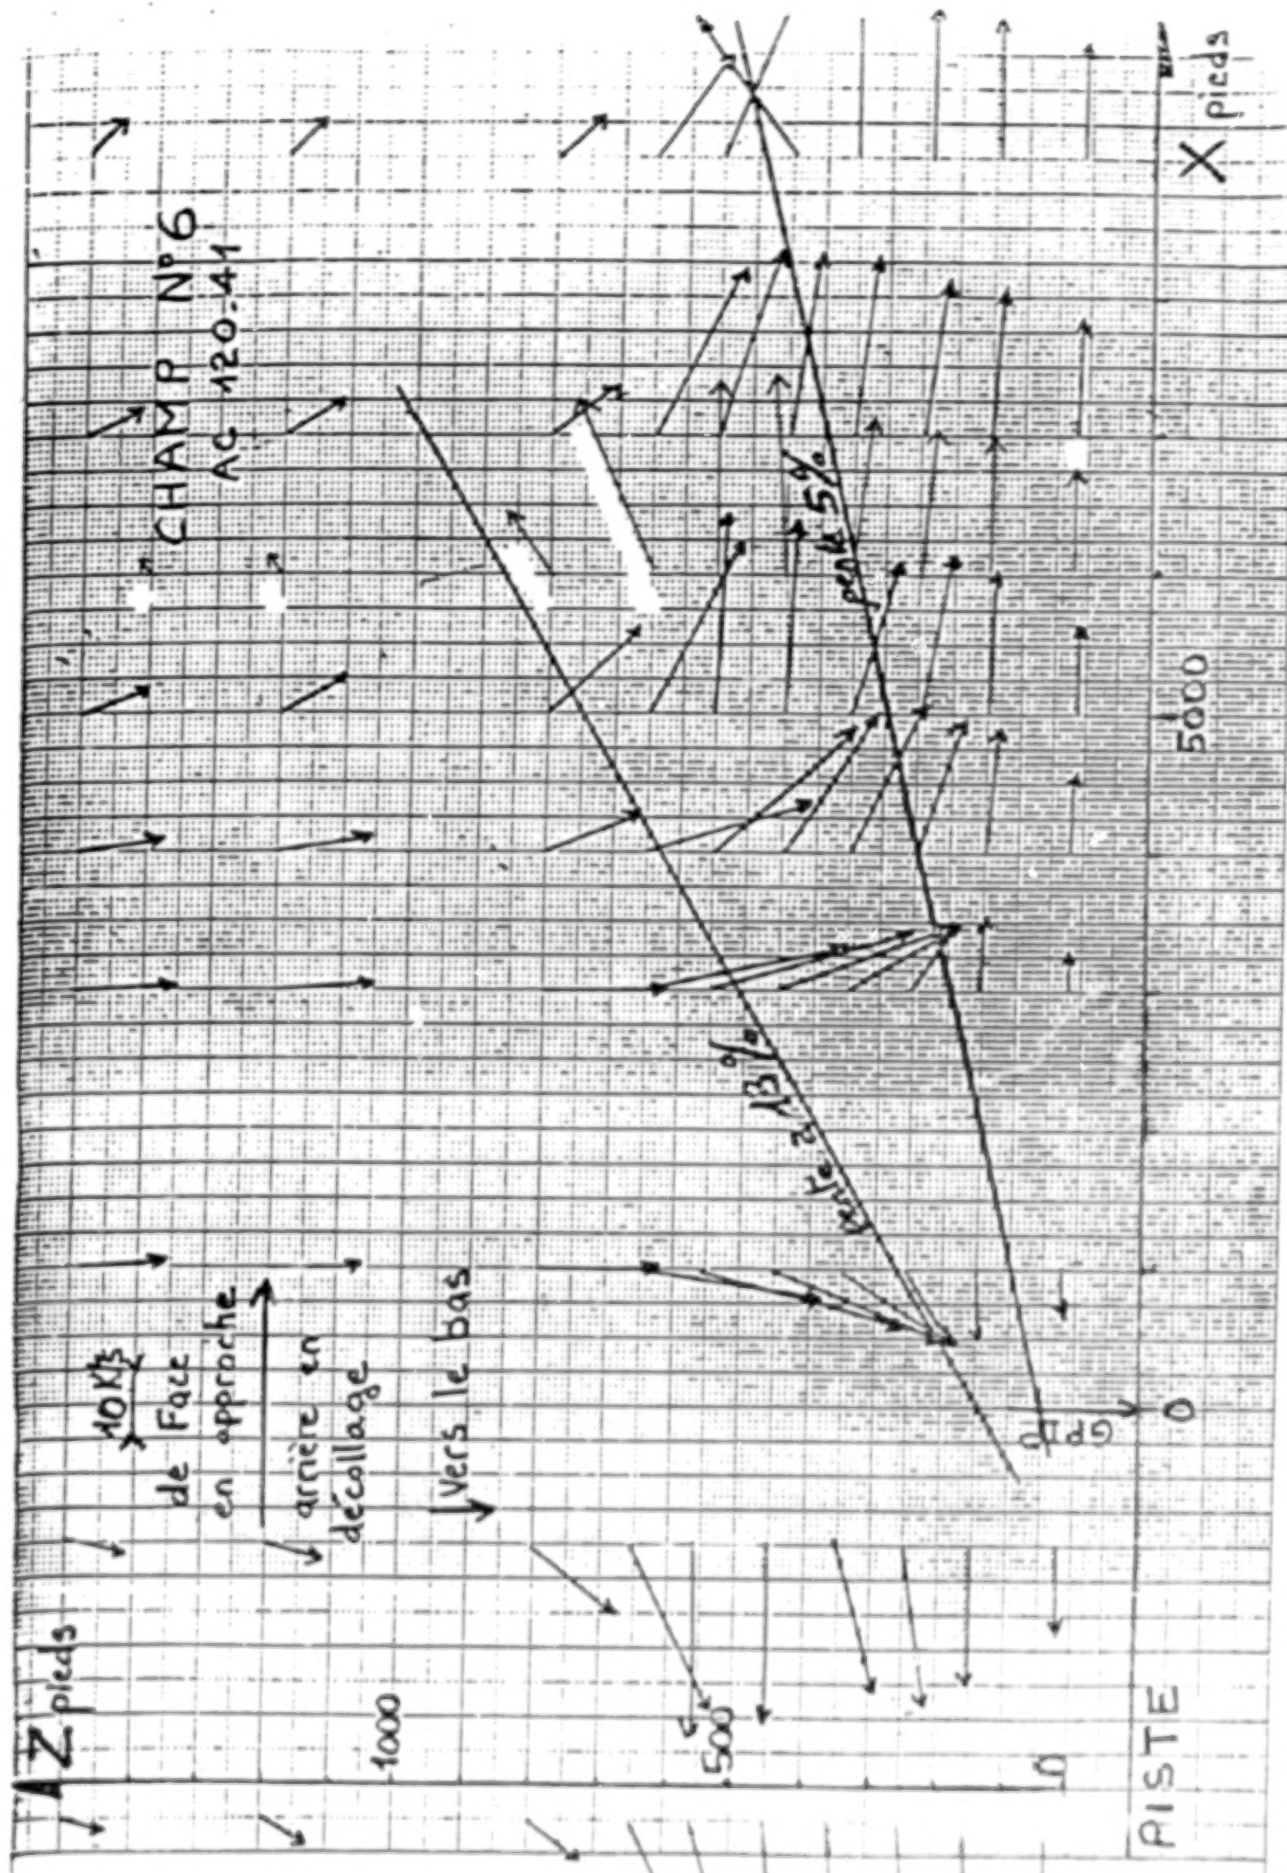 Z pieds
10 Kts
de Face
en approche
arrière en
décollage
vers le bas
CHAMP N°6
AC 120-41
1000
500
0
pente à 13%
pente 5%
GPIP
PISTE
0
5000
X pieds